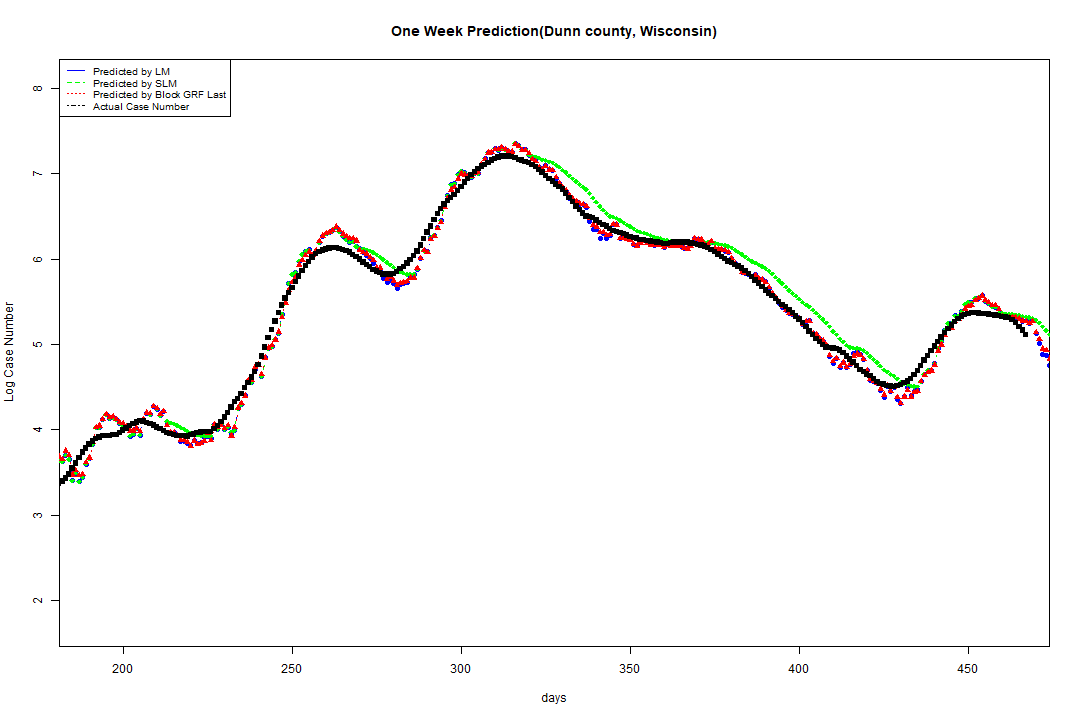 One Week Prediction(Dunn county, Wisconsin)
Predicted by LM
Predicted by SLM
Predicted by Block GRF Last
Actual Case Number
8
7
6
5
4
3
2
Log Case Number
200 250 300 350 400 450
days